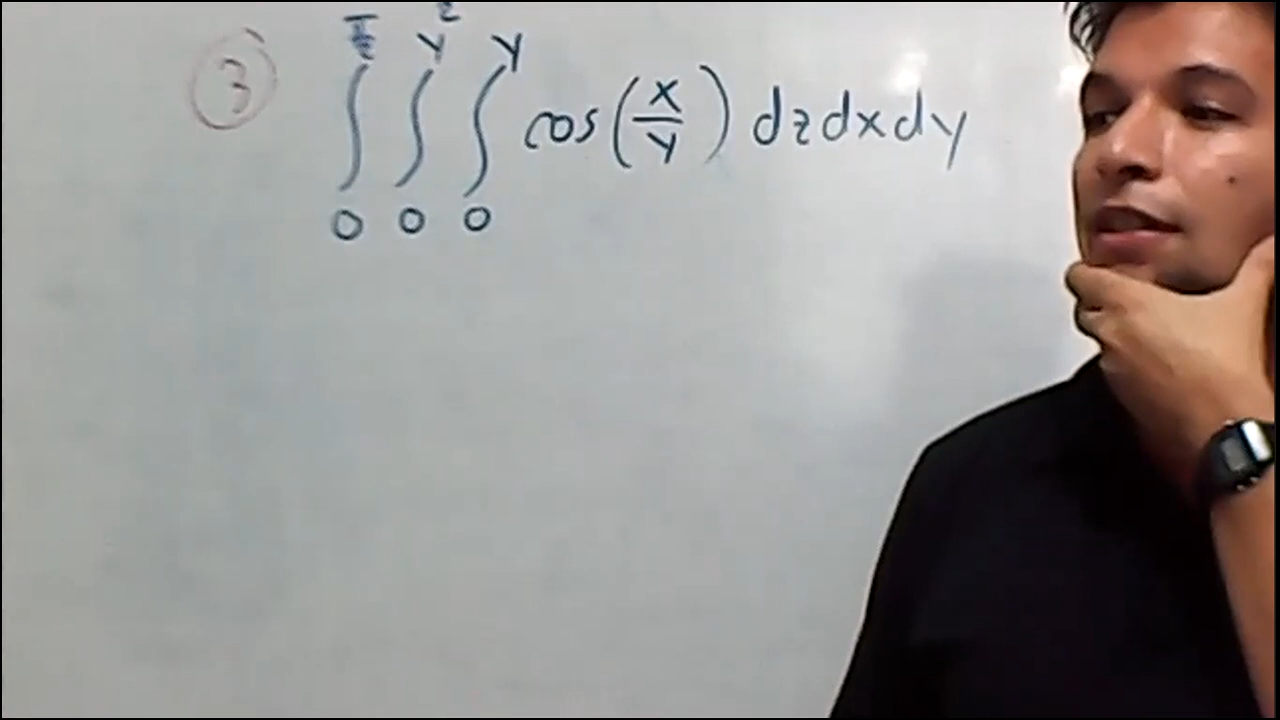 ③ ∫₀^{π/2} ∫₀^{y²} ∫₀^{y} cos(x/y) dz dx dy